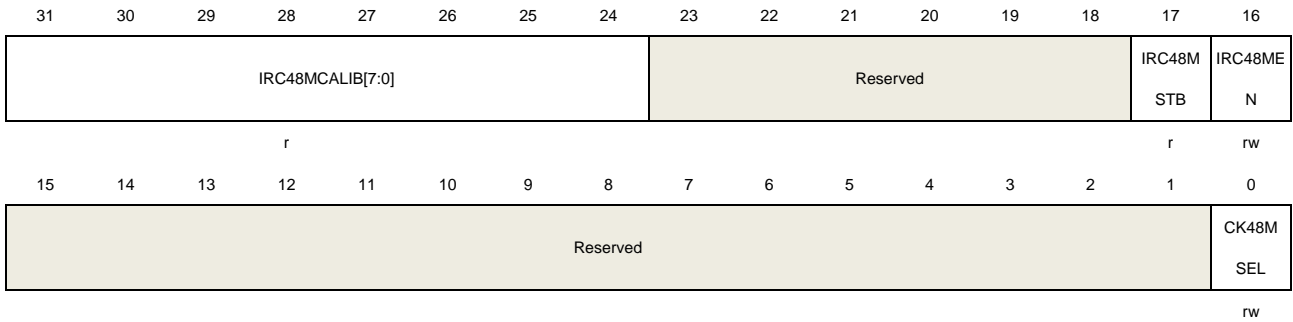 31 30 29 28 27 26 25 24 23 22 21 20 19 18 17 16
IRC48MCALIB[7:0] Reserved IRC48M STB IRC48ME N
r r rw
15 14 13 12 11 10 9 8 7 6 5 4 3 2 1 0
Reserved CK48M SEL
rw